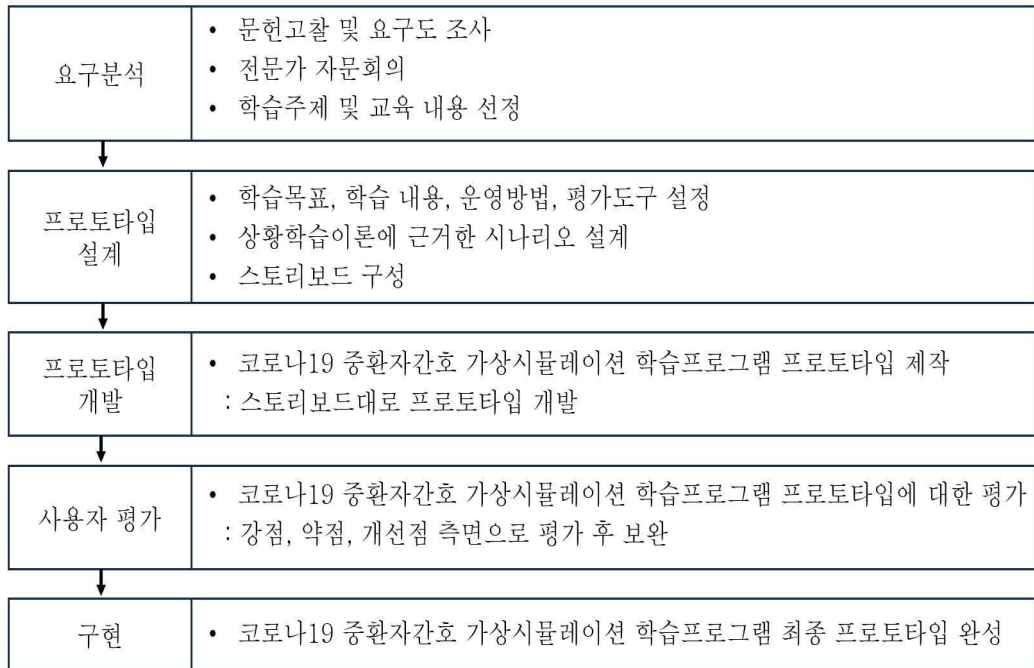 요구분석
• 문헌고찰 및 요구도 조사
• 전문가 자문회의
• 학습주제 및 교육 내용 선정
프로토타입
설계
• 학습목표, 학습 내용, 운영방법, 평가도구 설정
• 상황학습이론에 근거한 시나리오 설계
• 스토리보드 구성
프로토타입
개발
• 코로나19 중환자간호 가상시뮬레이션 학습프로그램 프로토타입 제작
: 스토리보드대로 프로토타입 개발
사용자 평가
• 코로나19 중환자간호 가상시뮬레이션 학습프로그램 프로토타입에 대한 평가
: 강점, 약점, 개선점 측면으로 평가 후 보완
구현
• 코로나19 중환자간호 가상시뮬레이션 학습프로그램 최종 프로토타입 완성